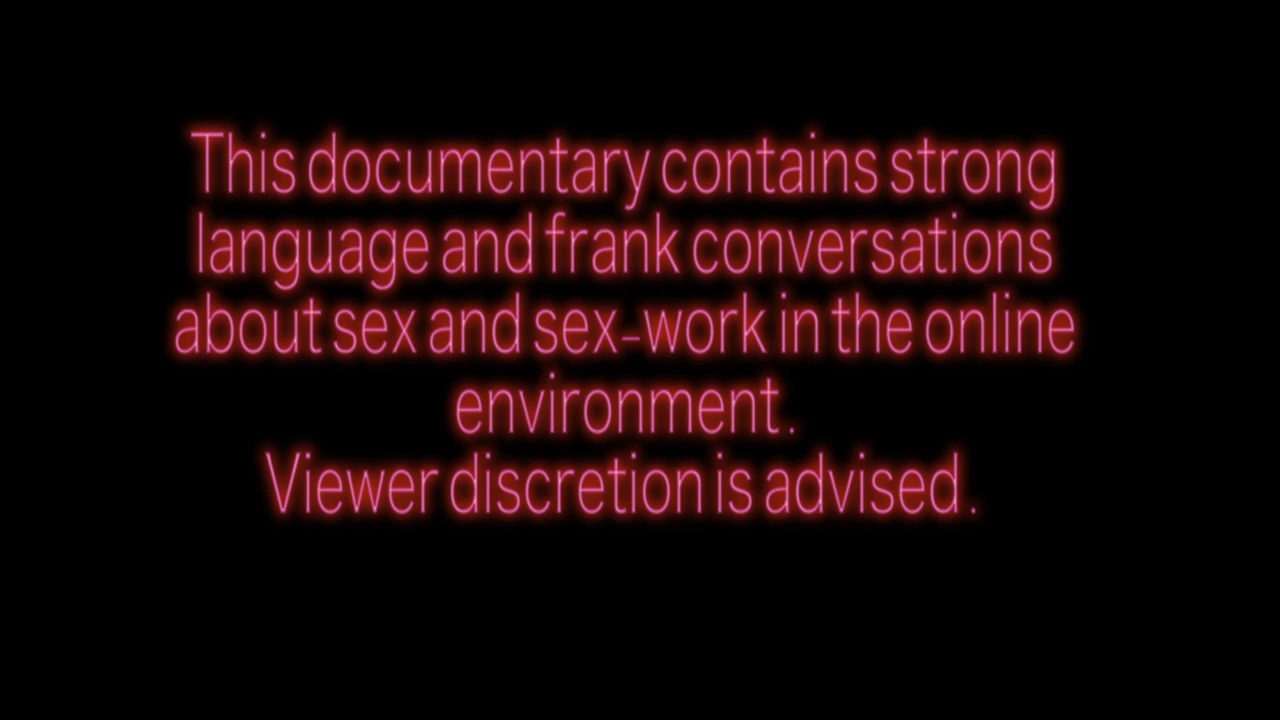 This documentary contains strong
language and frank conversations
about sex and sex-work in the online
environment.
Viewer discretion is advised.